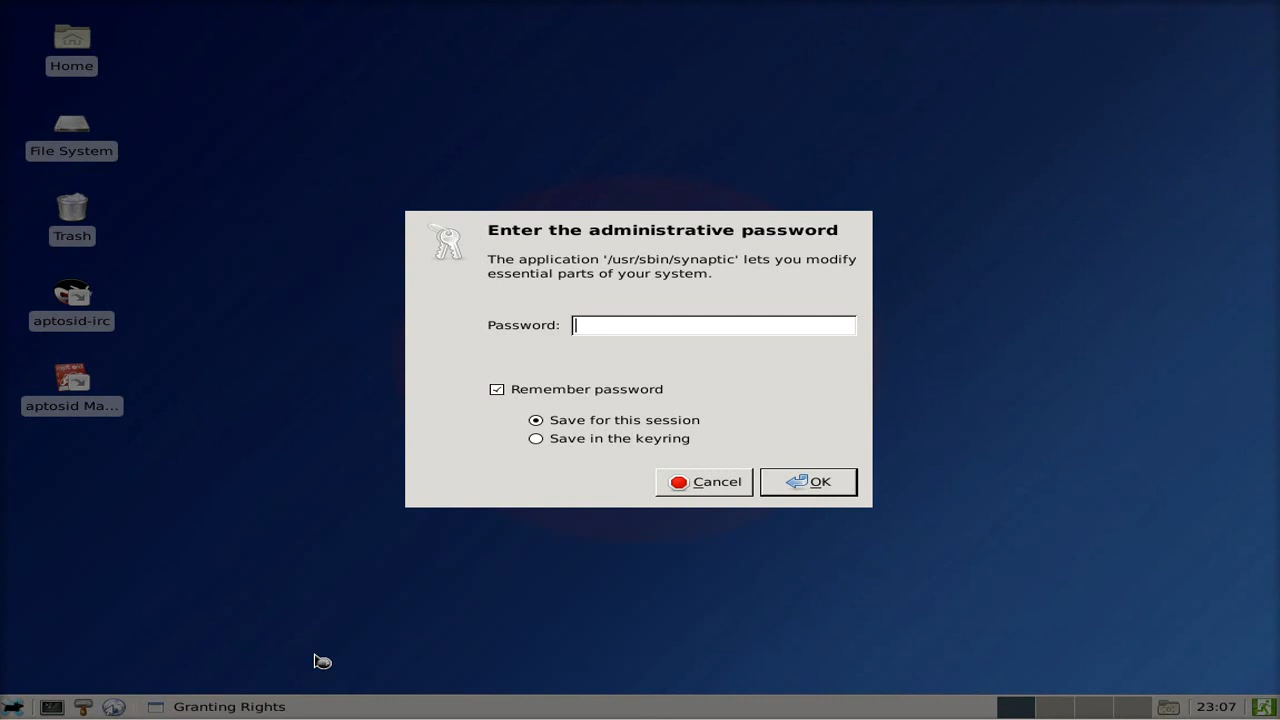 Home
File System
Trash
aptosid-irc
aptosid Ma...
Enter the administrative password
The application '/usr/sbin/synaptic' lets you modify
essential parts of your system.
Password:
Remember password
Save for this session
Save in the keyring
Cancel
OK
Granting Rights
23:07